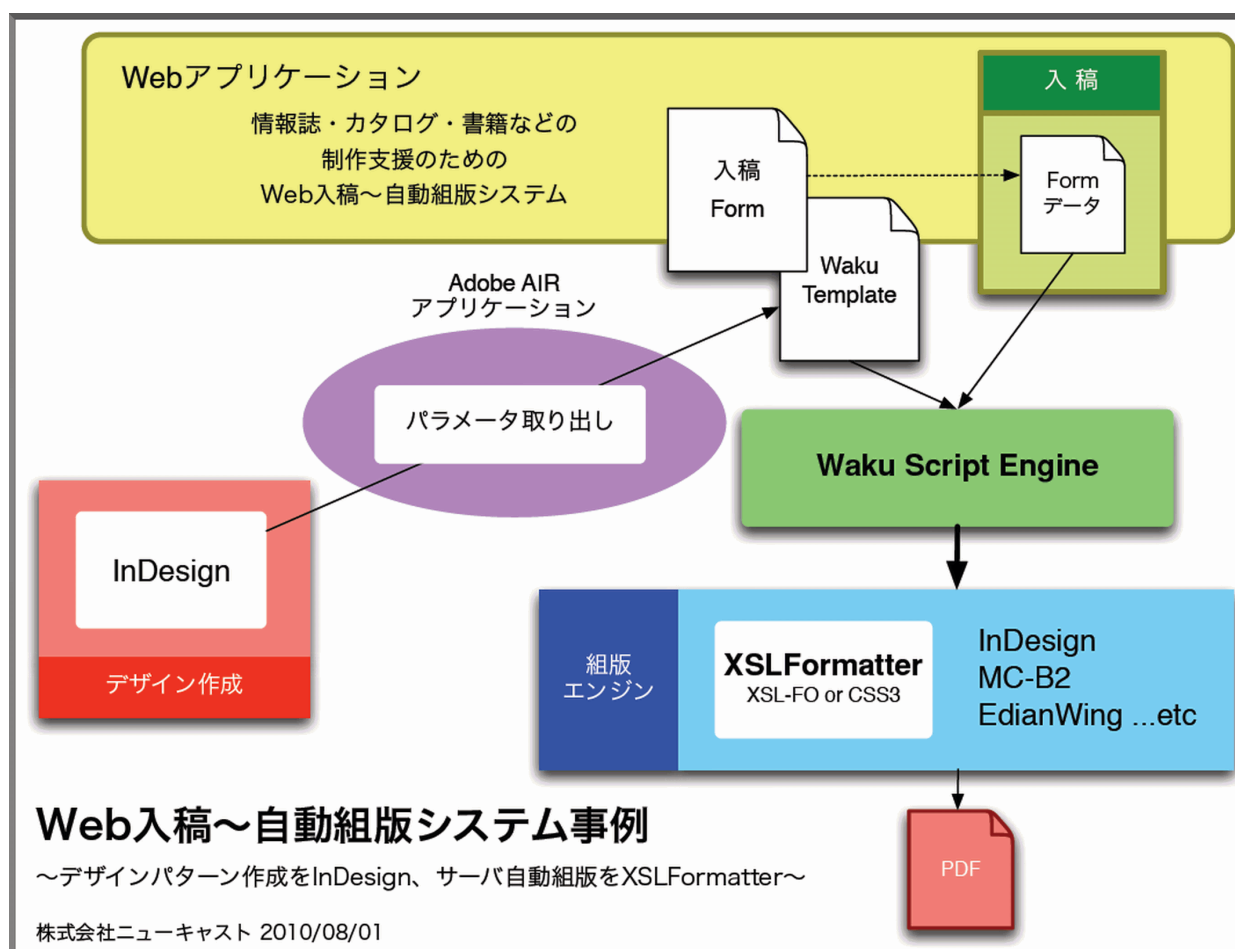 Webアプリケーション
情報誌・カタログ・書籍などの
制作支援のための
Web入稿〜自動組版システム
入稿
Form
入 稿
Form
データ
Waku
Template
Adobe AIR
アプリケーション
パラメータ取り出し
Waku Script Engine
InDesign
デザイン作成
組版
エンジン
XSLFormatter
XSL-FO or CSS3
InDesign
MC-B2
EdianWing ...etc
PDF
Web入稿〜自動組版システム事例
〜デザインパターン作成をInDesign、サーバ自動組版をXSLFormatter〜
株式会社ニューキャスト 2010/08/01